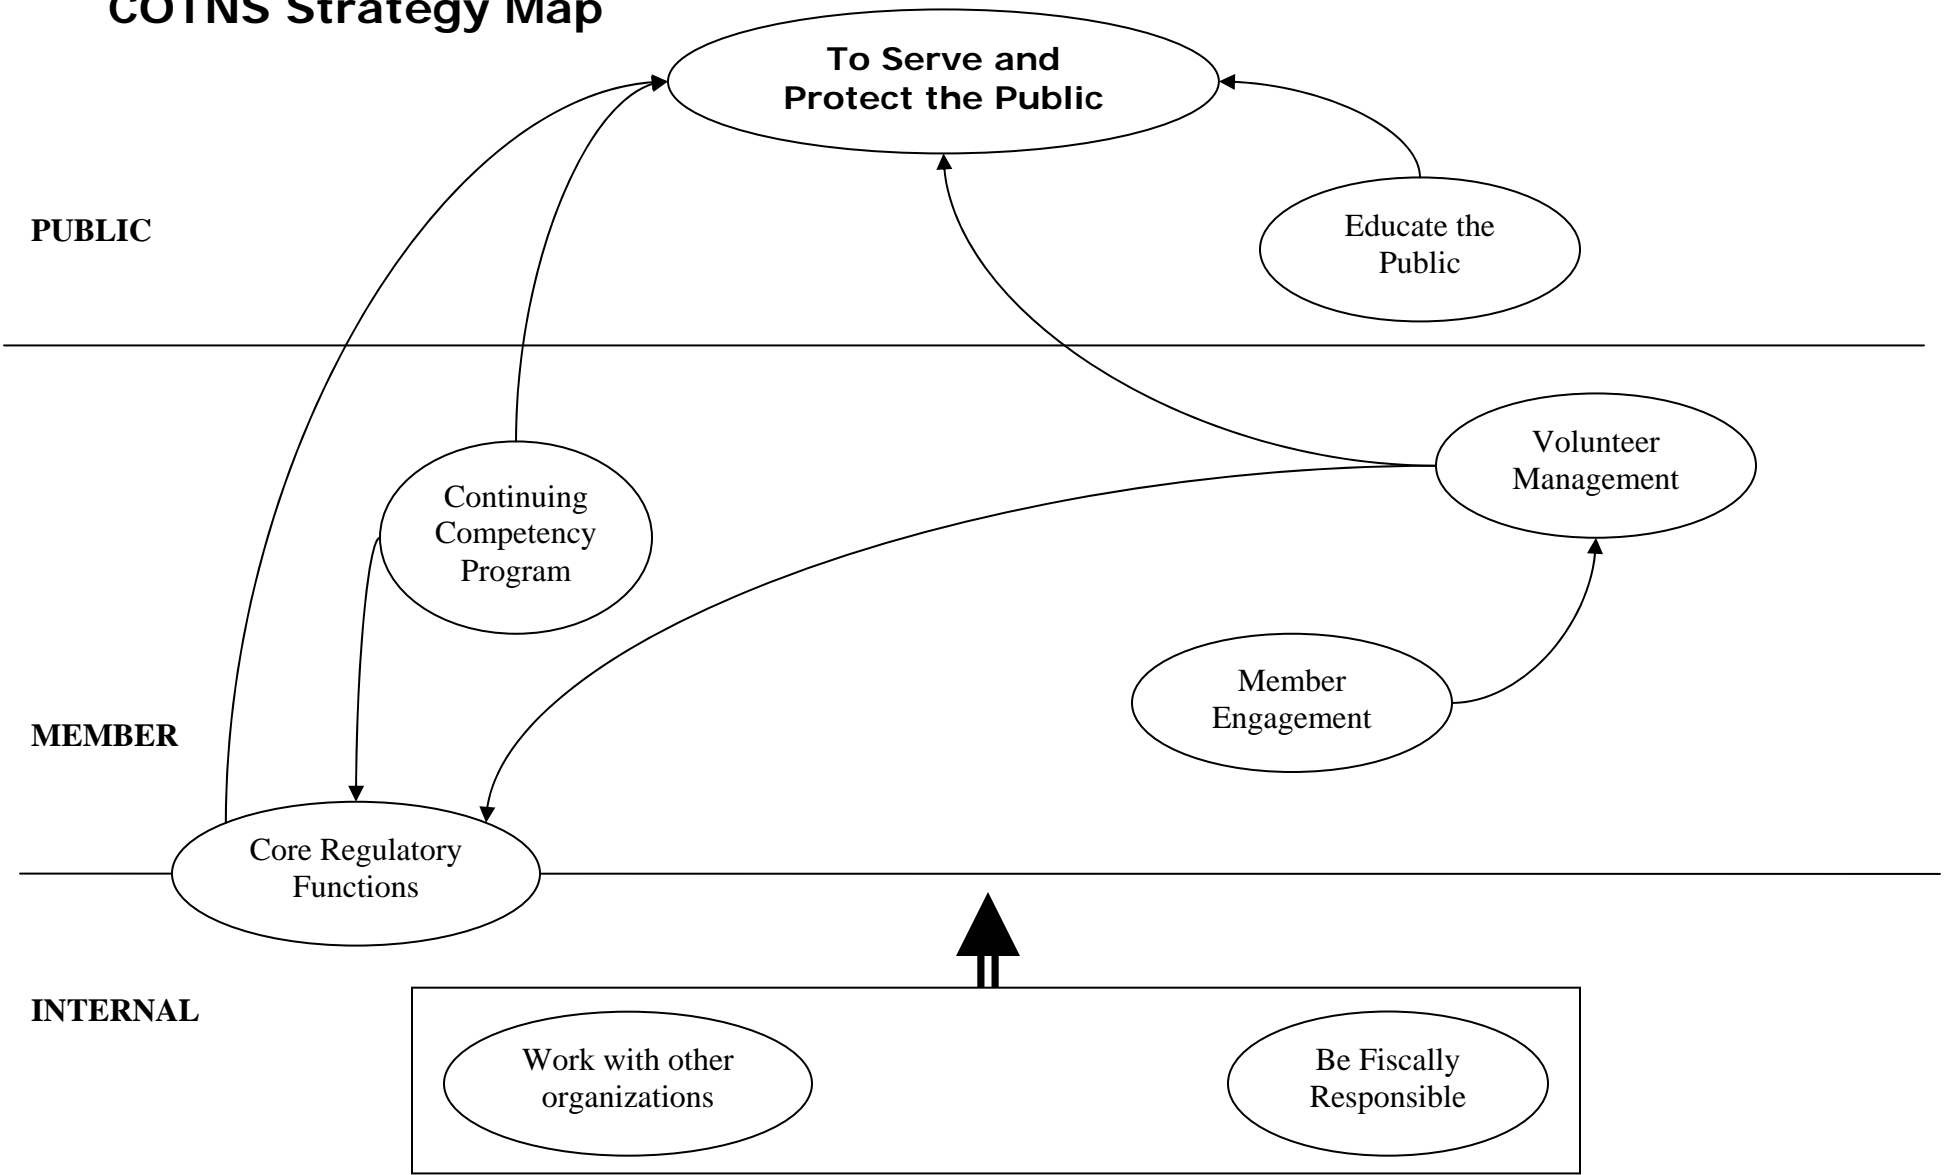 COTNS Strategy Map
To Serve and
Protect the Public
PUBLIC
Educate the
Public
Volunteer
Management
Continuing
Competency
Program
Member
Engagement
MEMBER
Core Regulatory
Functions
INTERNAL
Work with other
organizations
Be Fiscally
Responsible